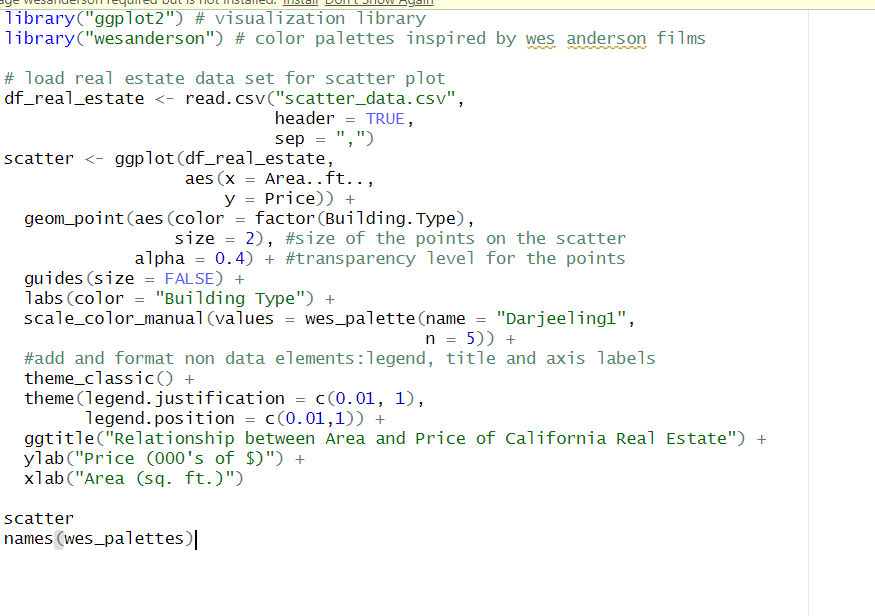 age wesanderson required but is not installed. Install Don't Show Again
library("ggplot2") # visualization library
library("wesanderson") # color palettes inspired by wes anderson films
# load real estate data set for scatter plot
df_real_estate <- read.csv("scatter_data.csv",
header = TRUE,
sep = ",")
scatter <- ggplot(df_real_estate,
aes(x = Area..ft..,
y = Price)) +
geom_point(aes(color = factor(Building.Type),
size = 2), #size of the points on the scatter
alpha = 0.4) + #transparency level for the points
guides(size = FALSE) +
labs(color = "Building Type") +
scale_color_manual(values = wes_palette(name = "Darjeeling1",
n = 5)) +
#add and format non data elements:legend, title and axis labels
theme_classic() +
theme(legend.justification = c(0.01, 1),
legend.position = c(0.01,1)) +
ggtitle("Relationship between Area and Price of California Real Estate") +
ylab("Price (000's of $)") +
xlab("Area (sq. ft.)")
scatter
names(wes_palettes)